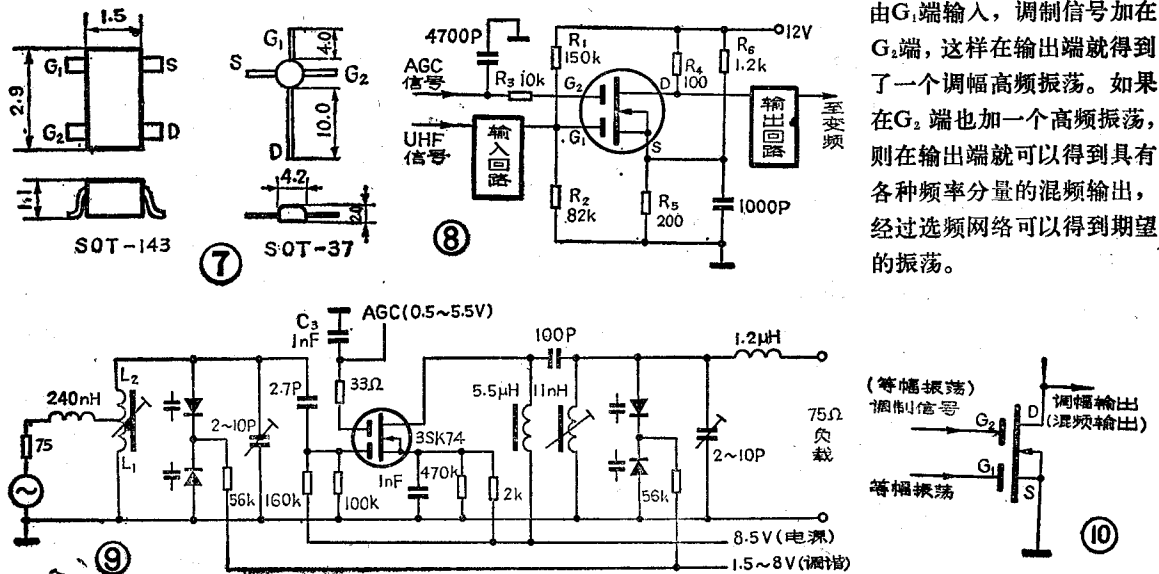 由G₁端输入，调制信号加在
G₂端，这样在输出端就得到
了一个调幅高频振荡。如果
在G₂ 端也加一个高频振荡，
则在输出端就可以得到具有
各种频率分量的混频输出，
经过选频网络可以得到期望
的振荡。
1.5
2.9
G₁
S
G₂
D
1.1
SOT-143
G₁
4.0
S
G₂
10.0
D
4.2
2.0
SOT-37
⑦
4700P
AGC
信号
R₃ 10k
UHF
信号
输入回路
R₁
150k
R₂
82k
G₂
G₁
D
S
R₄
100
R₆
1.2k
12V
R₅
200
1000P
输出回路
至变频
⑧
75
240nH
L₂
L₁
2~10P
56k
160k
2.7P
C₃
1nF
AGC(0.5~5.5V)
33Ω
100k
3SK74
1nF
470k
2k
100P
5.5μH
11nH
56k
2~10P
1.2μH
75Ω
负载
8.5V(电源)
1.5~8V(调谐)
⑨
(等幅振荡)
调制信号
G₂
G₁
等幅振荡
D
S
调幅输出
(混频输出)
⑩